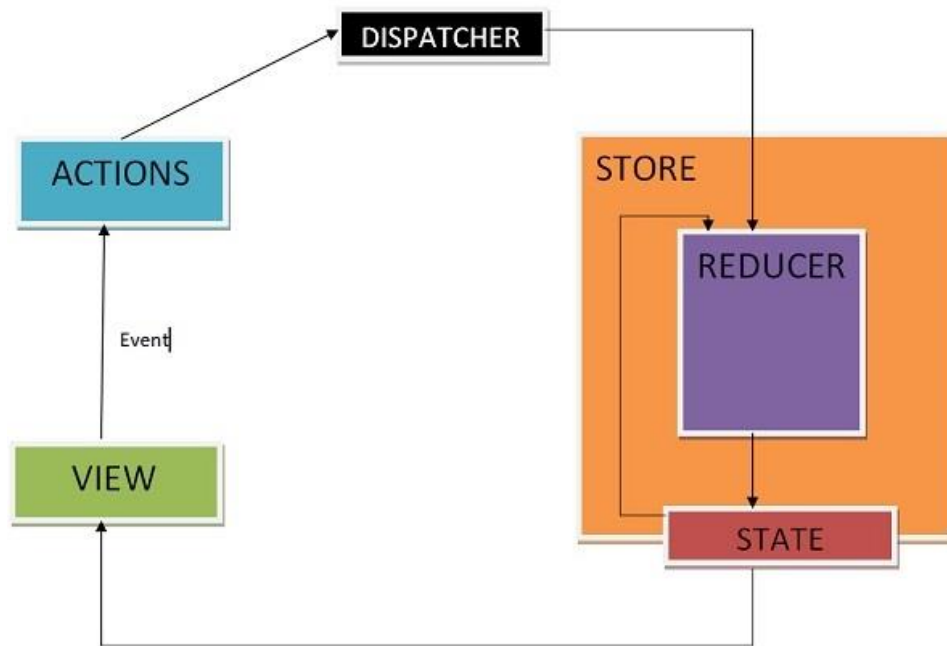 DISPATCHER
ACTIONS
STORE
REDUCER
Event
VIEW
STATE